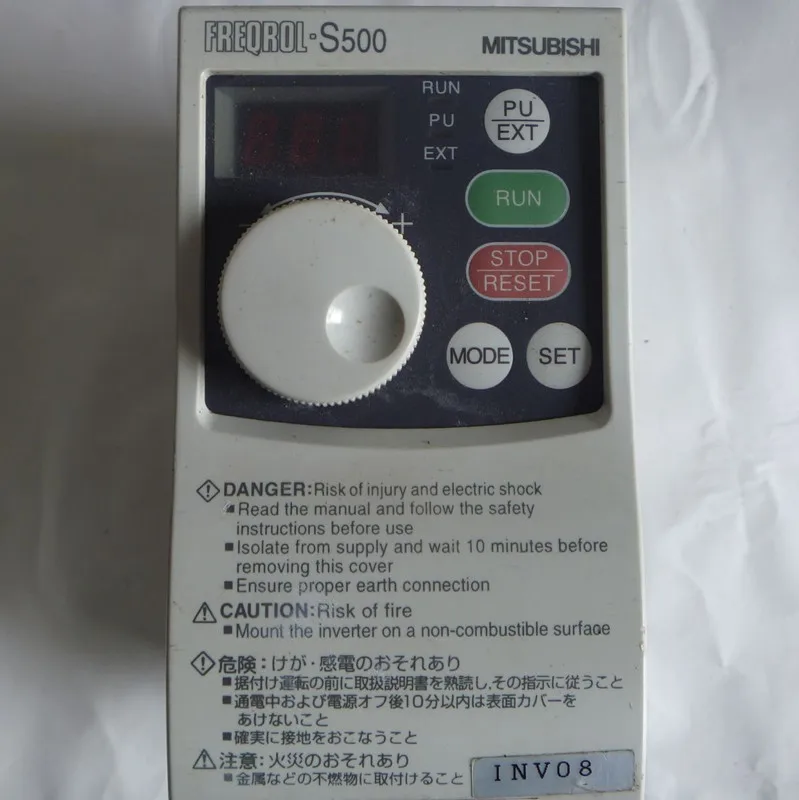 FREQROL-S500 MITSUBISHI
RUN
PU
EXT
PU
EXT
RUN
STOP
RESET
MODE SET
DANGER:Risk of injury and electric shock
■Read the manual and follow the safety
instructions before use
■Isolate from supply and wait 10 minutes before
removing this cover
■Ensure proper earth connection
CAUTION:Risk of fire
■Mount the inverter on a non-combustible surface
危険：けが・感電のおそれあり
■据付け運転の前に取扱説明書を熟読し、その指示に従うこと
■通電中および電源オフ後10分以内は表面カバーを
あけないこと
■確実に接地をおこなうこと
注意：火災のおそれあり
■金属などの不燃物に取付けること
INV08